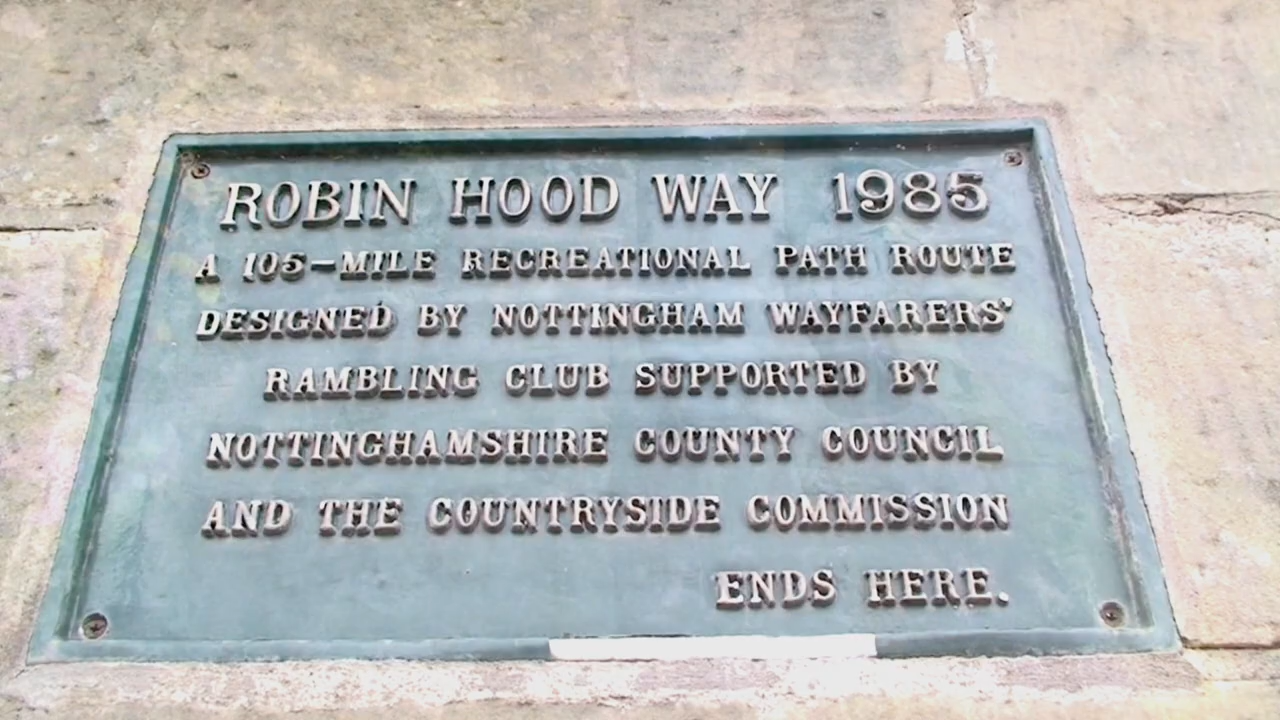 ROBIN HOOD WAY 1985
A 105-MILE RECREATIONAL PATH ROUTE
DESIGNED BY NOTTINGHAM WAYFARERS'
RAMBLING CLUB SUPPORTED BY
NOTTINGHAMSHIRE COUNTY COUNCIL
AND THE COUNTRYSIDE COMMISSION
ENDS HERE.